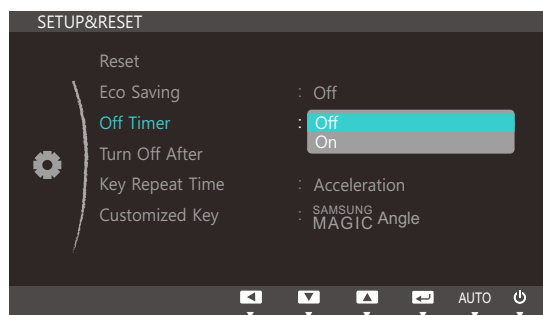 SETUP&RESET
Reset
Eco Saving : Off
Off Timer : Off
On
Turn Off After
Key Repeat Time : Acceleration
Customized Key : SAMSUNG MAGIC Angle
AUTO